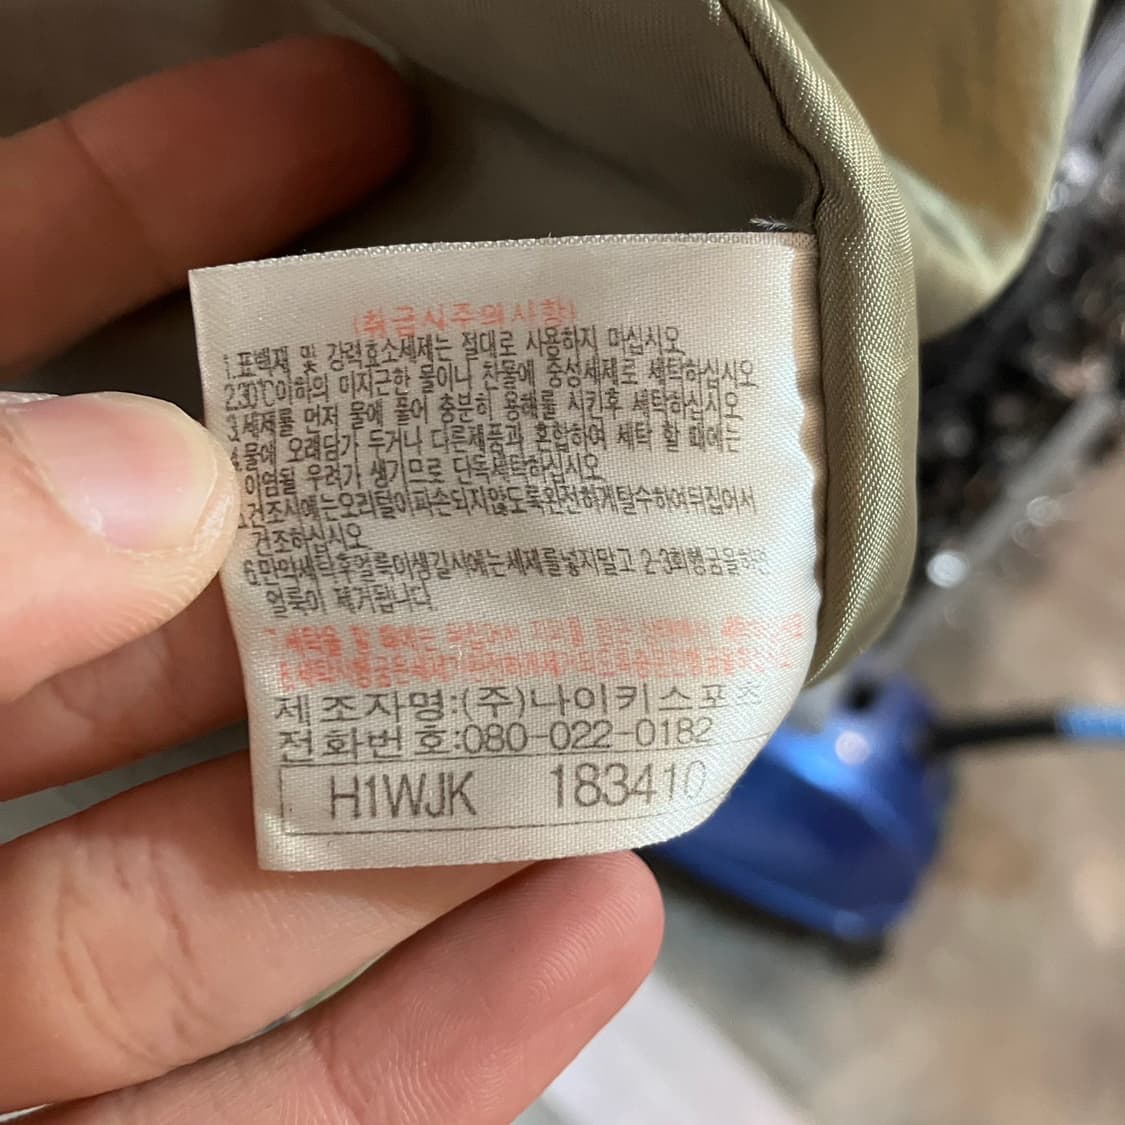 (취급시주의사항)
1.표백재 및 강력효소세제는 절대로 사용하지 마십시오
2.30℃이하의 미지근한 물이나 찬물에 중성세제로 세탁하십시오
3.세제를 먼저 물에 풀어 충분히 용해를 시킨후 세탁하십시오
4.물에 오래담가 두거나 다른제품과 혼합하여 세탁 할 때에는
이염될 우려가 생기므로 단독세탁하십시오
건조시에는오리털이파손되지않도록완전하게탈수하여뒤집어서
건조하십시오
6.만약세탁후얼룩이생길시에는세제를넣지말고 2-3회헹굼을하면
얼룩이 제거됩니다
세탁을 할 때에는
제조자명:(주)나이키스포츠
전화번호:080-022-0182
H1WJK 183410